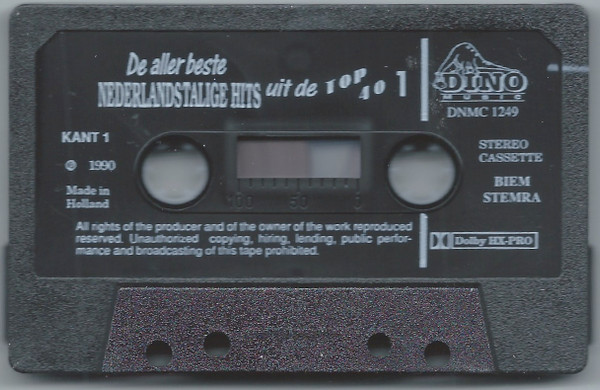 De aller beste
NEDERLANDSTALIGE HITS uit de TOP 40 1
DINO
MUSIC
DNMC 1249
KANT 1
STEREO
CASSETTE
℗ 1990
BIEM
STEMRA
Made in
Holland
100 50 0
All rights of the producer and of the owner of the work reproduced
reserved. Unauthorized copying, hiring, lending, public perfor-
mance and broadcasting of this tape prohibited.
Dolby HX-PRO